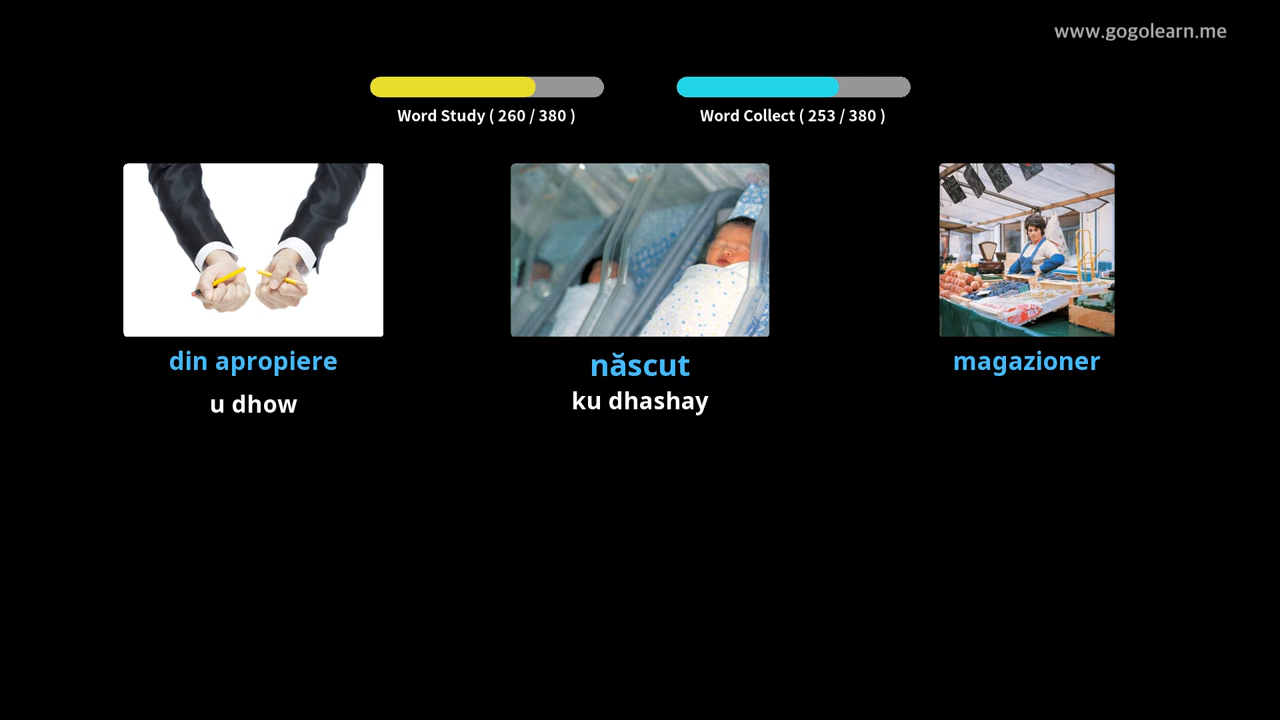 www.gogolearn.me
Word Study ( 260 / 380 )
Word Collect ( 253 / 380 )
din apropiere
u dhow
născut
ku dhashay
magazioner